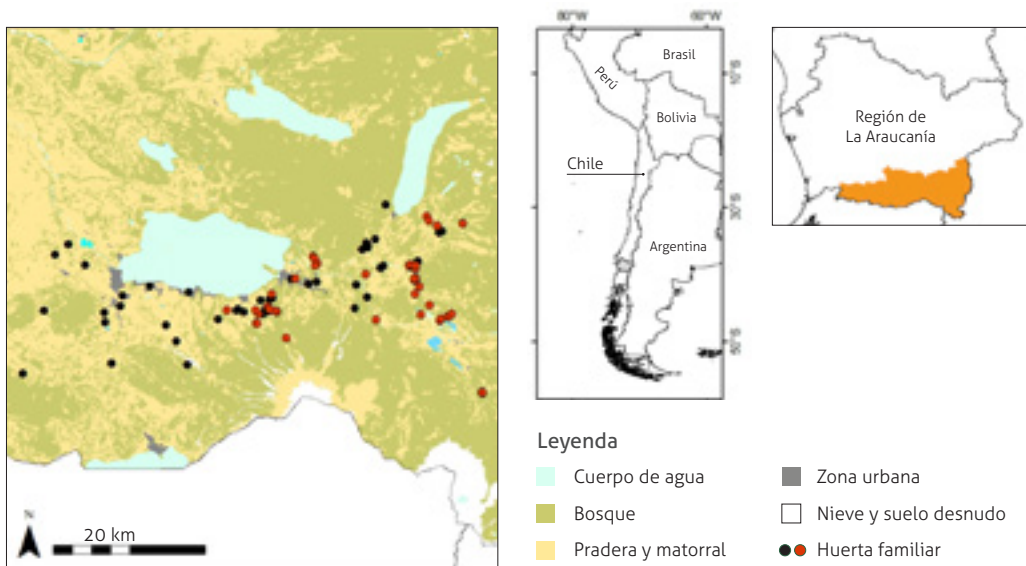 N
20 km
80°W
60°W
10°S
30°S
50°S
Brasil
Perú
Bolivia
Chile
Argentina
Región de
La Araucanía
Leyenda
Cuerpo de agua
Bosque
Pradera y matorral
Zona urbana
Nieve y suelo desnudo
Huerta familiar